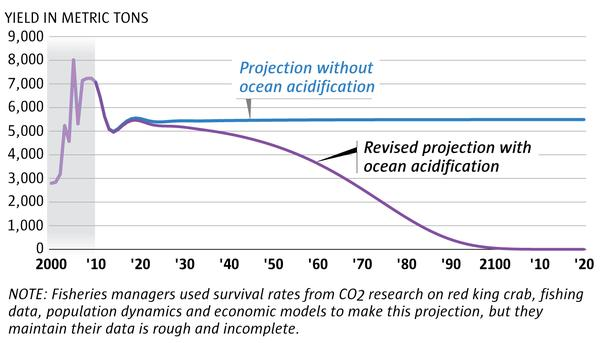 YIELD IN METRIC TONS
9,000
8,000
Projection without
ocean acidification
7,000
6,000
5,000
Revised projection with
ocean acidification
4,000
3,000
2,000
1,000
0
2000 '10 '20 '30 '40 '50 '60 '70 '80 '90 2100 '10 '20
NOTE: Fisheries managers used survival rates from CO2 research on red king crab, fishing
data, population dynamics and economic models to make this projection, but they
maintain their data is rough and incomplete.